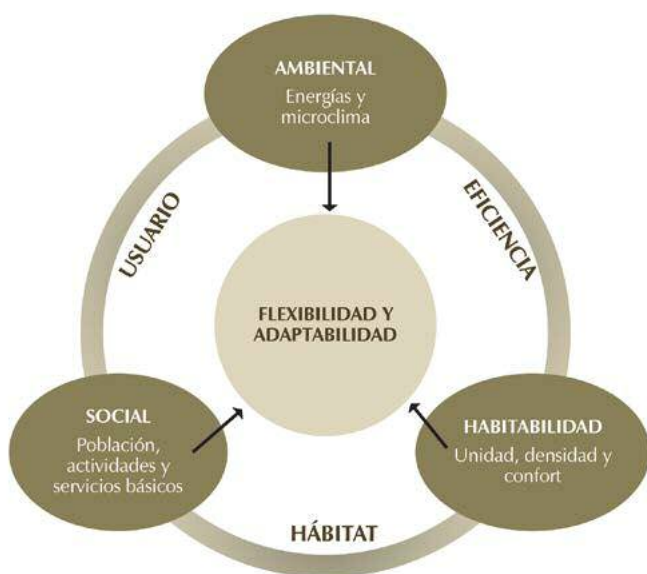 AMBIENTAL
Energías y
microclima
USUARIO
EFICIENCIA
FLEXIBILIDAD Y
ADAPTABILIDAD
SOCIAL
Población,
actividades y
servicios básicos
HABITABILIDAD
Unidad, densidad y
confort
HÁBITAT